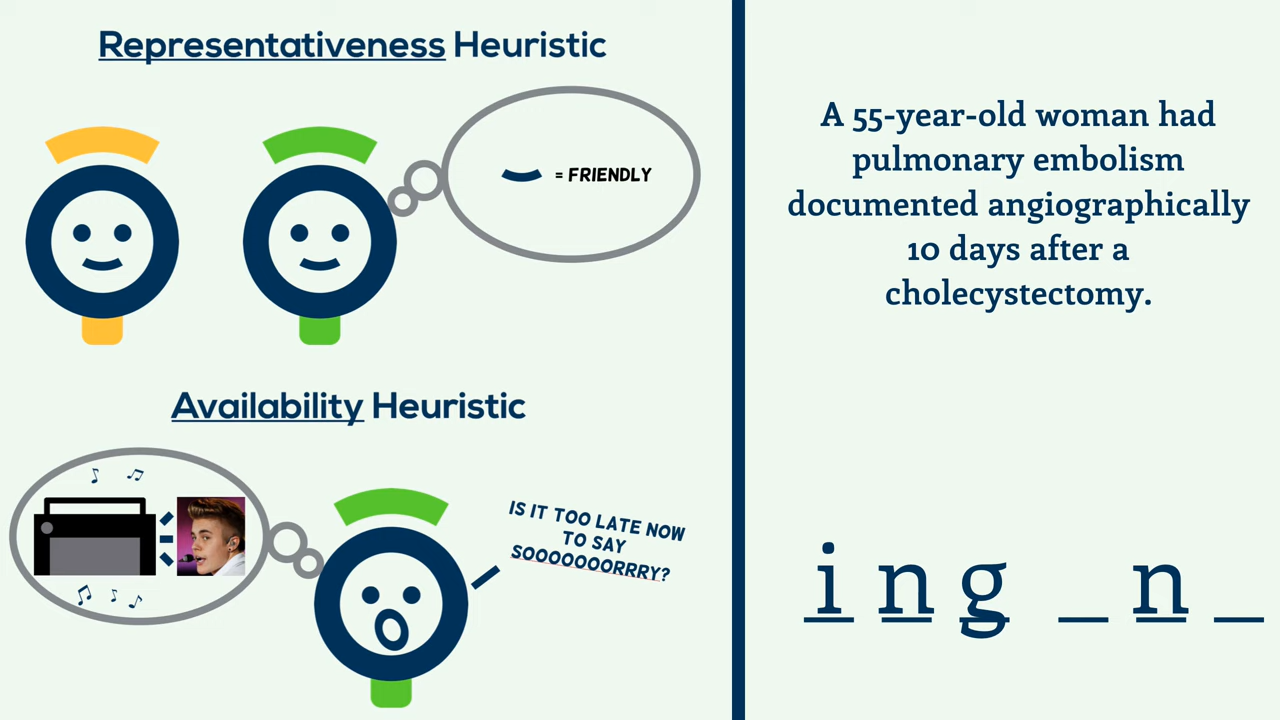 Representativeness Heuristic
= FRIENDLY
Availability Heuristic
IS IT TOO LATE NOW
TO SAY
SOOOOOOORRRY?
A 55-year-old woman had
pulmonary embolism
documented angiographically
10 days after a
cholecystectomy.
i n g _ n _